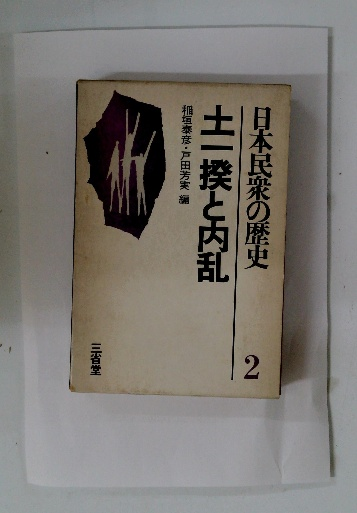 日本民衆の歴史
2
土一揆と内乱
稲垣泰彦・戸田芳実 編
三省堂